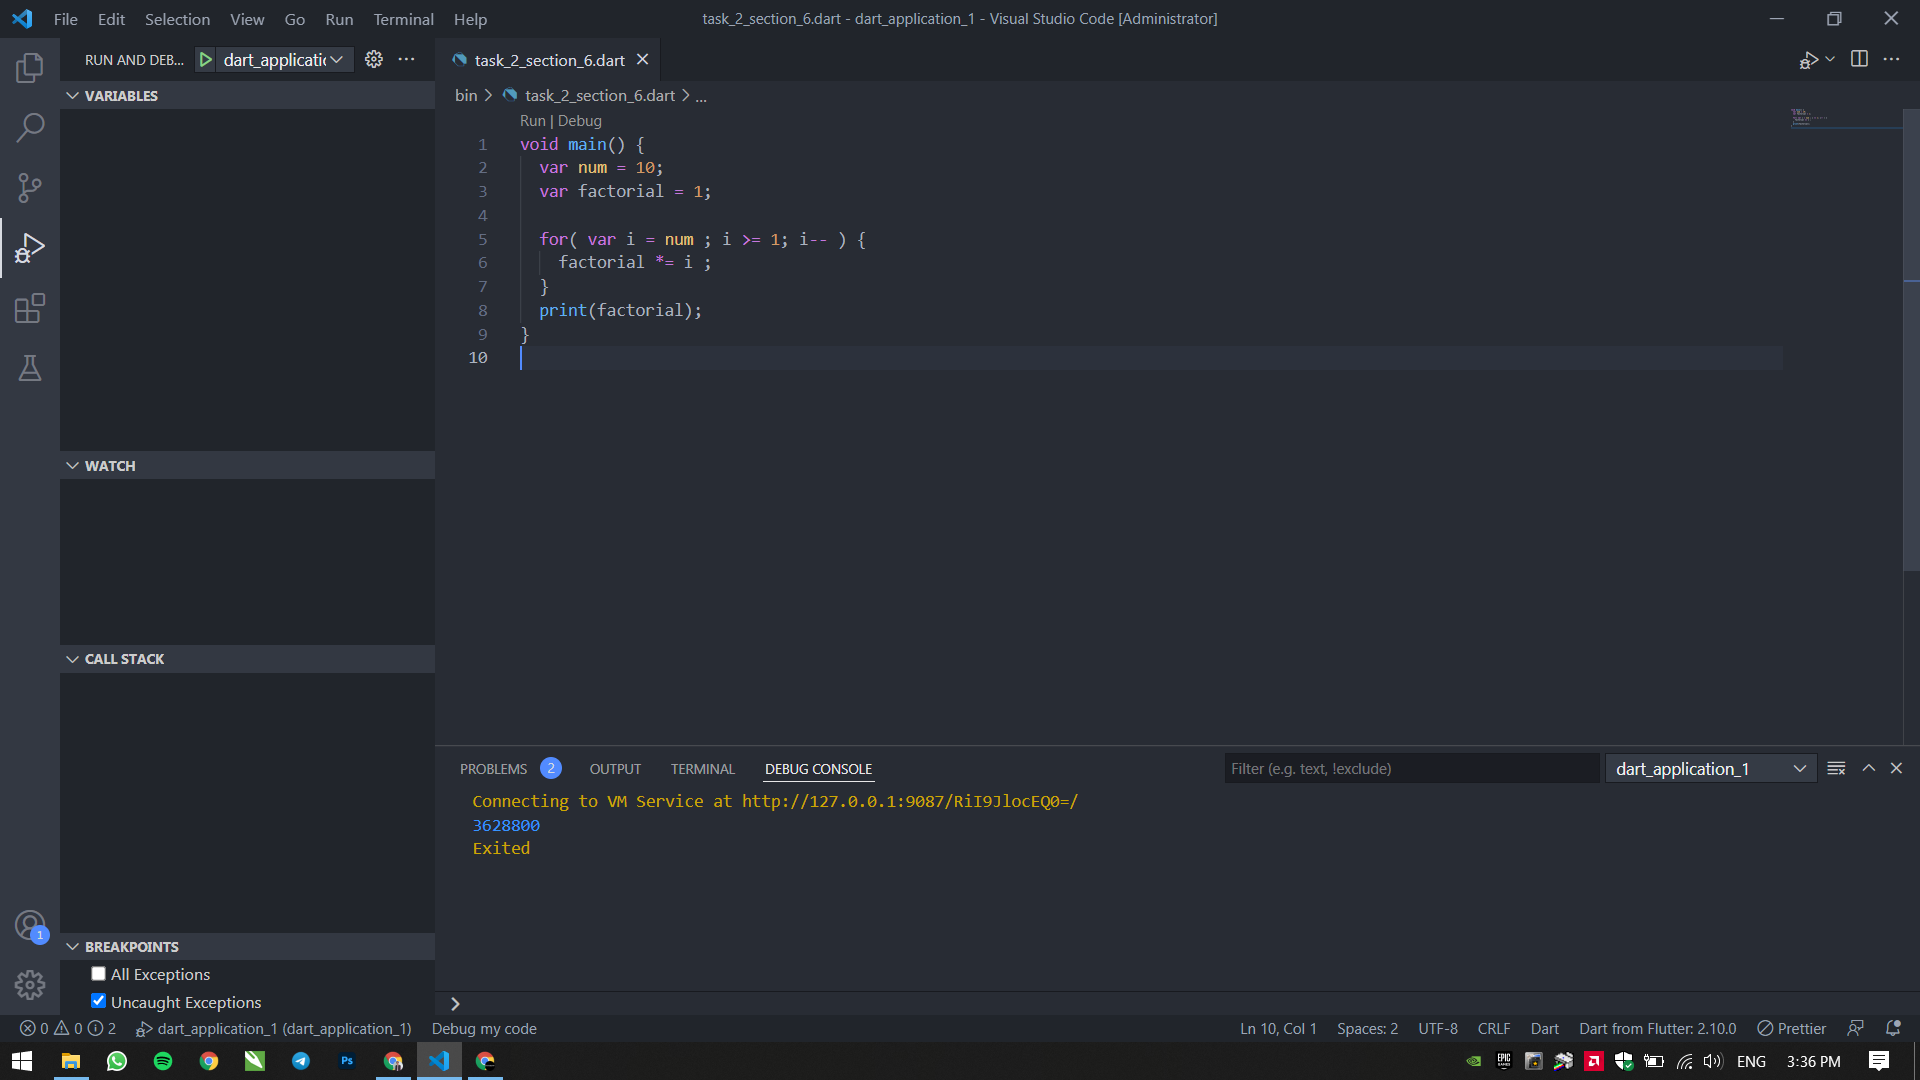 File Edit Selection View Go Run Terminal Help
task_2_section_6.dart - dart_application_1 - Visual Studio Code [Administrator]
RUN AND DEB...
dart_applicatio
task_2_section_6.dart
VARIABLES
WATCH
CALL STACK
BREAKPOINTS
All Exceptions
Uncaught Exceptions
bin > task_2_section_6.dart > ...
Run | Debug
1 void main() {
2 var num = 10;
3 var factorial = 1;
4
5 for( var i = num ; i >= 1; i-- ) {
6 factorial *= i ;
7 }
8 print(factorial);
9 }
10
PROBLEMS 2 OUTPUT TERMINAL DEBUG CONSOLE
Filter (e.g. text, !exclude)
dart_application_1
Connecting to VM Service at http://127.0.0.1:9087/RiI9JlocEQ0=/
3628800
Exited
>
1
0 0 2 dart_application_1 (dart_application_1) Debug my code
Ln 10, Col 1 Spaces: 2 UTF-8 CRLF Dart Dart from Flutter: 2.10.0 Prettier
Ps
EPIC GAMES
ENG 3:36 PM